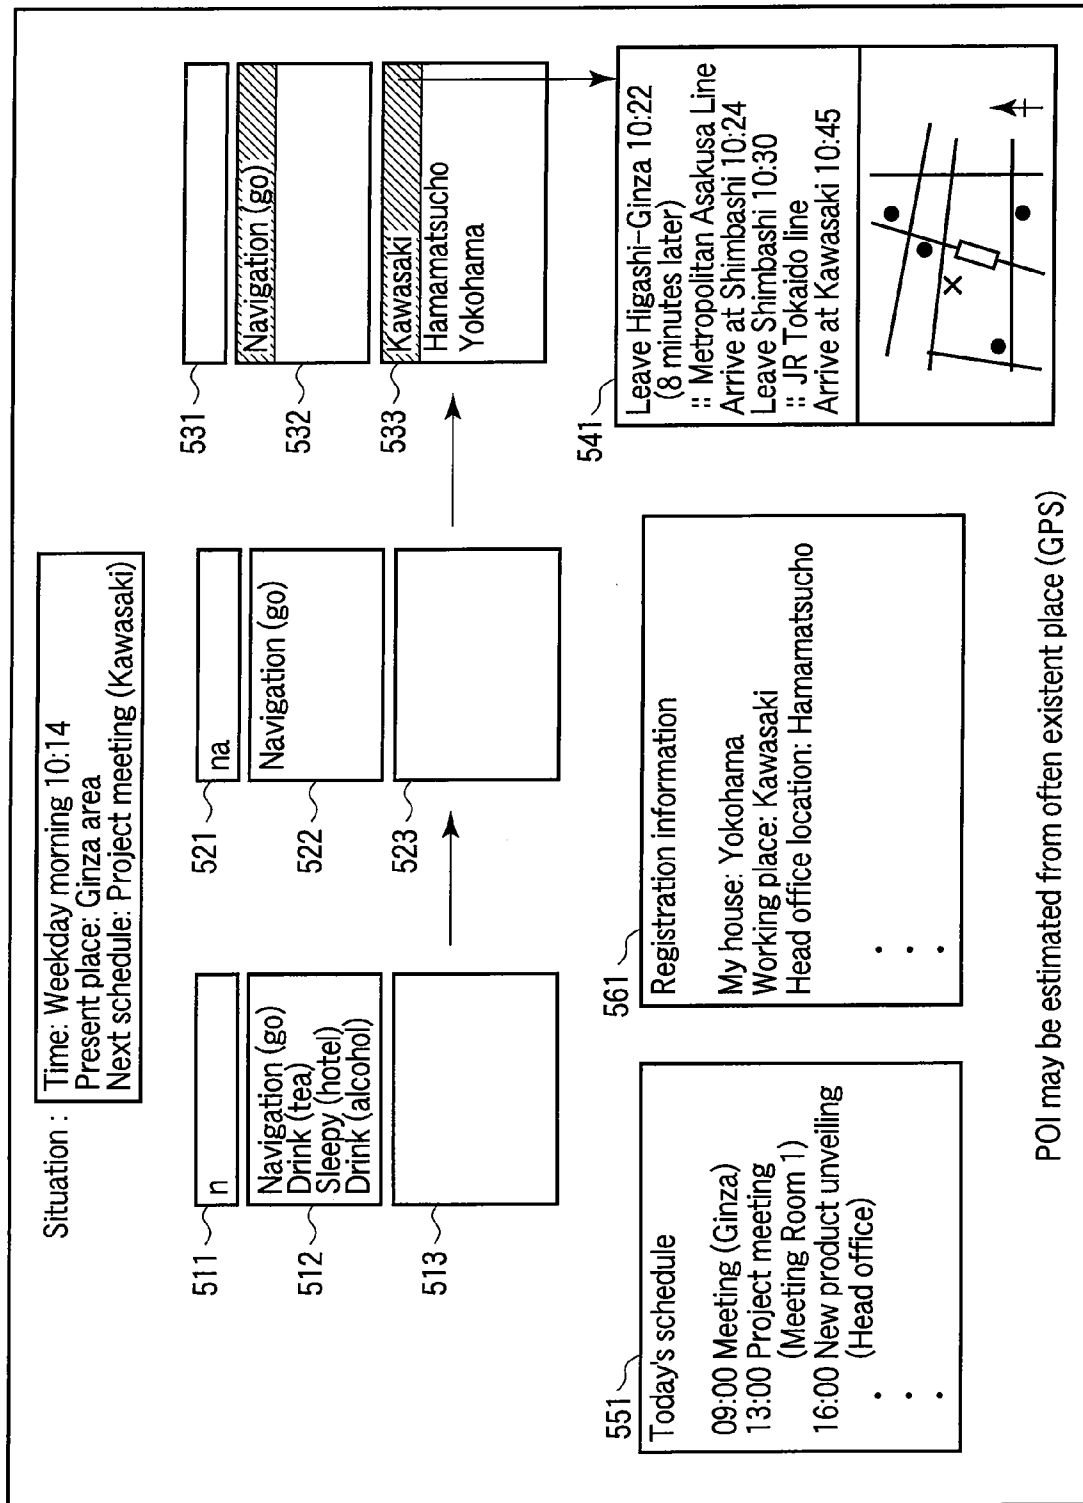 Situation :
Time: Weekday morning 10:14
Present place: Ginza area
Next schedule: Project meeting (Kawasaki)
511
n
512
Navigation (go)
Drink (tea)
Sleepy (hotel)
Drink (alcohol)
513
521
na
522
Navigation (go)
523
531
532
Navigation (go)
533
Kawasaki
Hamamatsucho
Yokohama
551
Today's schedule
09:00 Meeting (Ginza)
13:00 Project meeting
(Meeting Room 1)
16:00 New product unveiling
(Head office)
561
Registration information
My house: Yokohama
Working place: Kawasaki
Head office location: Hamamatsucho
541
Leave Higashi-Ginza 10:22
(8 minutes later)
:: Metropolitan Asakusa Line
Arrive at Shimbashi 10:24
Leave Shimbashi 10:30
:: JR Tokaido line
Arrive at Kawasaki 10:45
POI may be estimated from often existent place (GPS)